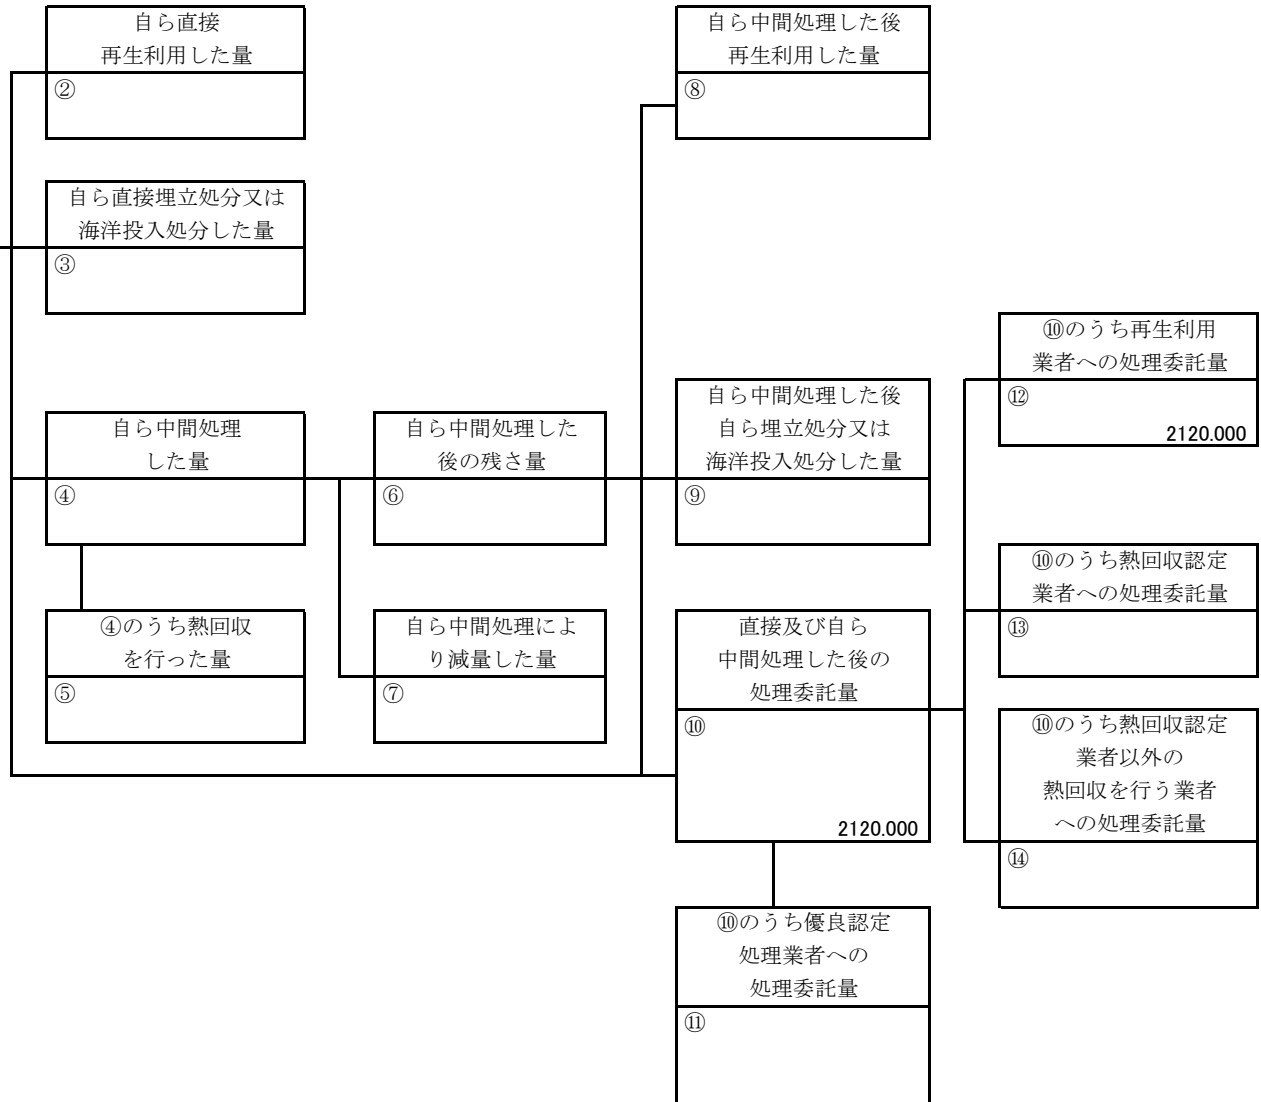 自ら直接
再生利用した量
②
自ら中間処理した後
再生利用した量
⑧
自ら直接埋立処分又は
海洋投入処分した量
③
⑩のうち再生利用
業者への処理委託量
⑫
2120.000
自ら中間処理
した量
④
自ら中間処理した
後の残さ量
⑥
自ら中間処理した後
自ら埋立処分又は
海洋投入処分した量
⑨
⑩のうち熱回収認定
業者への処理委託量
⑬
④のうち熱回収
を行った量
⑤
自ら中間処理によ
り減量した量
⑦
直接及び自ら
中間処理した後の
処理委託量
⑩
2120.000
⑩のうち熱回収認定
業者以外の
熱回収を行う業者
への処理委託量
⑭
⑩のうち優良認定
処理業者への
処理委託量
⑪